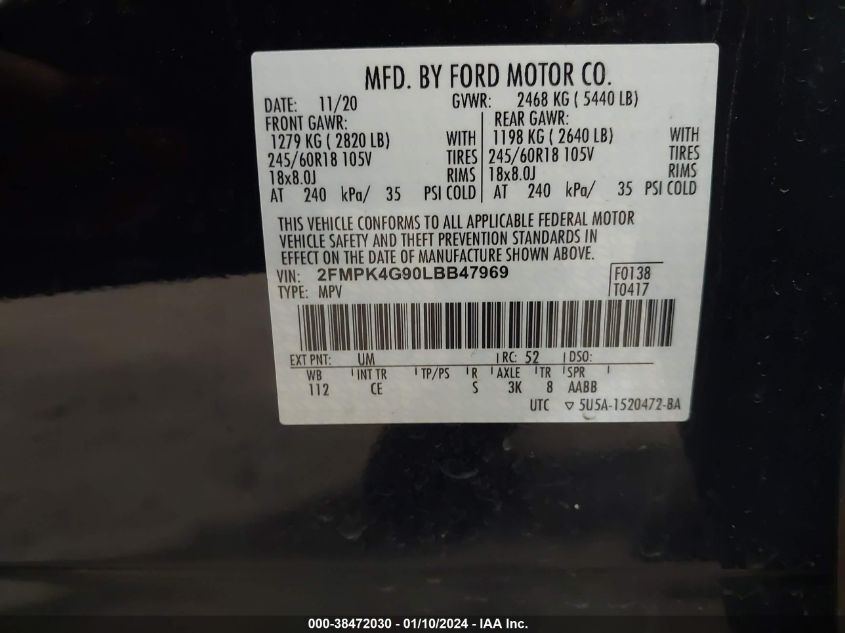 MFD. BY FORD MOTOR CO.
DATE: 11/20 GVWR: 2468 KG ( 5440 LB)
FRONT GAWR: REAR GAWR:
1279 KG ( 2820 LB) WITH 1198 KG ( 2640 LB) WITH
245/60R18 105V TIRES 245/60R18 105V TIRES
18x8.0J RIMS 18x8.0J RIMS
AT 240 kPa/ 35 PSI COLD AT 240 kPa/ 35 PSI COLD
THIS VEHICLE CONFORMS TO ALL APPLICABLE FEDERAL MOTOR
VEHICLE SAFETY AND THEFT PREVENTION STANDARDS IN
EFFECT ON THE DATE OF MANUFACTURE SHOWN ABOVE.
VIN: 2FMPK4G90LBB47969 F0138
TYPE: MPV T0417
EXT PNT: UM RC: 52 DSO:
WB INT TR TP/PS R AXLE TR SPR
112 CE S 3K 8 AABB
UTC ▽ 5U5A-1520472-BA
000-38472030 - 01/10/2024 - IAA Inc.